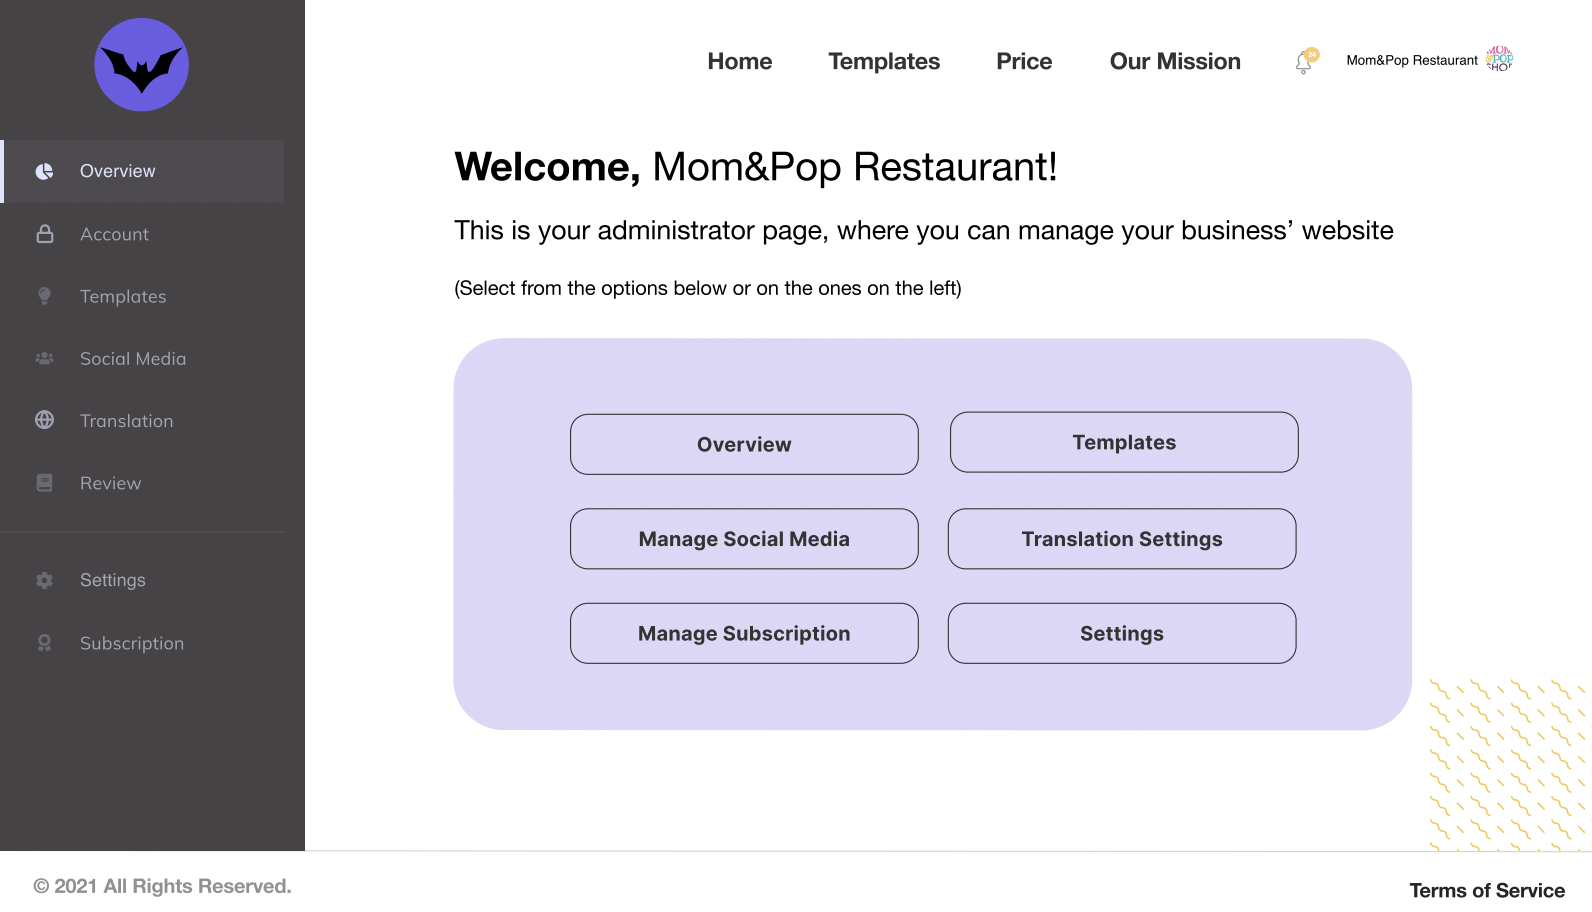 Home Templates Price Our Mission 24 Mom&Pop Restaurant
MOM
&POP
SHOP
Overview
Account
Templates
Social Media
Translation
Review
Settings
Subscription
Welcome, Mom&Pop Restaurant!
This is your administrator page, where you can manage your business’ website
(Select from the options below or on the ones on the left)
Overview
Templates
Manage Social Media
Translation Settings
Manage Subscription
Settings
© 2021 All Rights Reserved.
Terms of Service